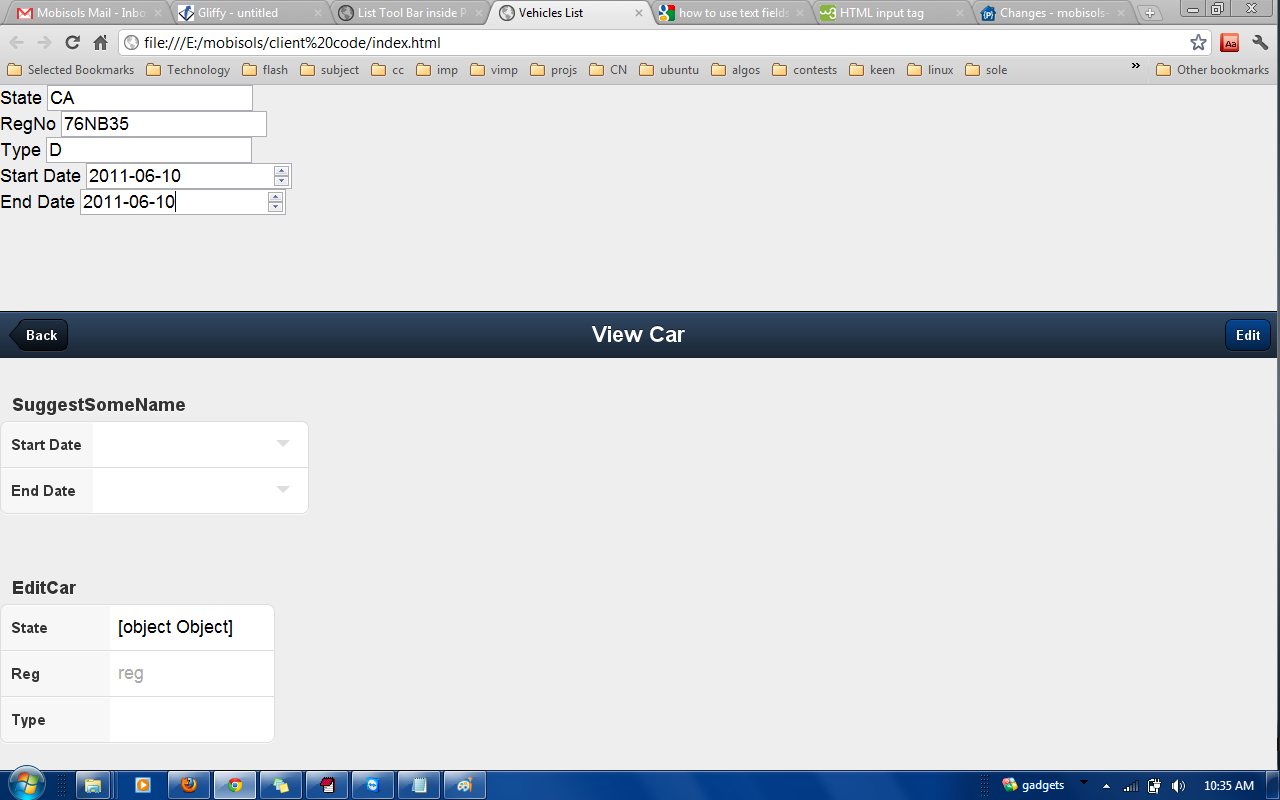 Mobisols Mail - Inbo
Gliffy - untitled
List Tool Bar inside P
Vehicles List
how to use text fields
HTML input tag
Changes - mobisols-
file:///E:/mobisols/client%20code/index.html
Selected Bookmarks
Technology
flash
subject
cc
imp
vimp
projs
CN
ubuntu
algos
contests
keen
linux
sole
»
Other bookmarks
State CA
RegNo 76NB35
Type D
Start Date 2011-06-10
End Date 2011-06-10
Back
View Car
Edit
SuggestSomeName
Start Date
End Date
EditCar
State [object Object]
Reg reg
Type
gadgets
10:35 AM